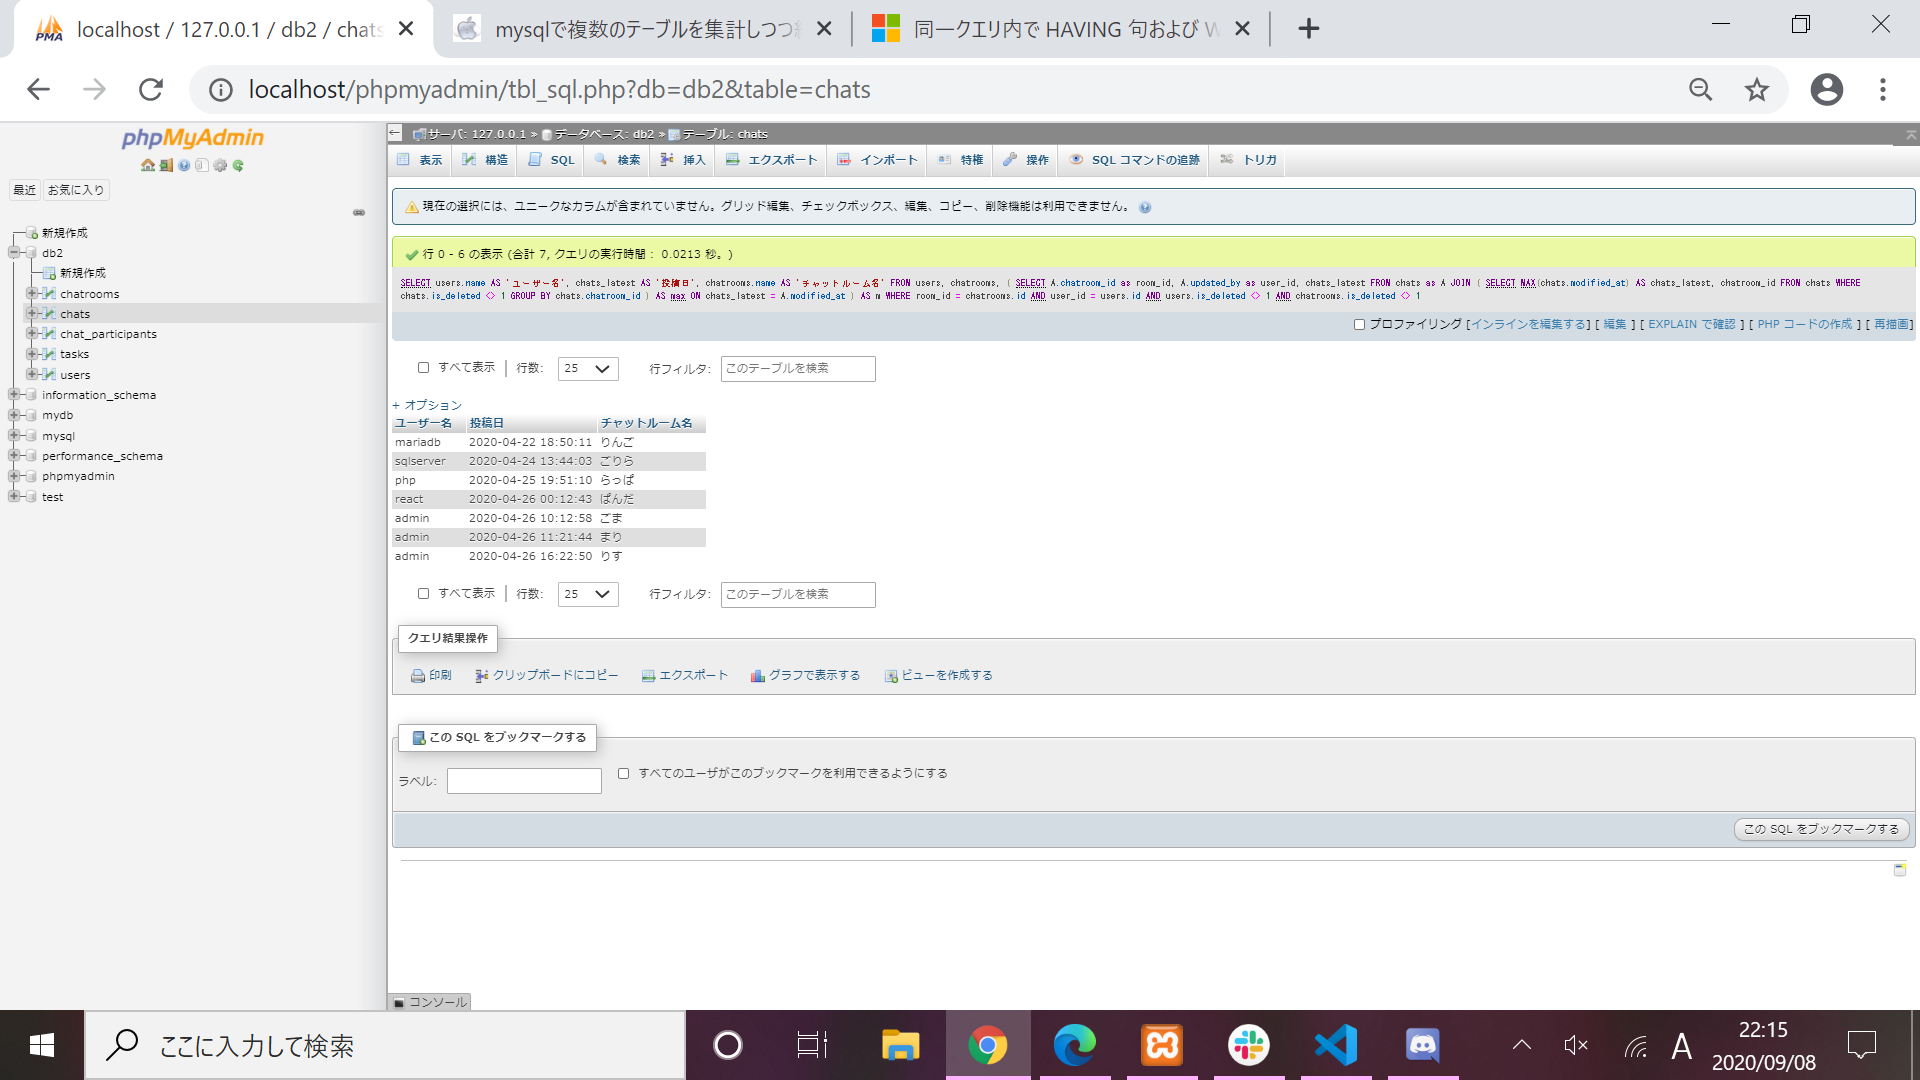 localhost / 127.0.0.1 / db2 / chats
mysqlで複数のテーブルを集計しつつ
同一クエリ内で HAVING 句および W
localhost/phpmyadmin/tbl_sql.php?db=db2&table=chats
phpMyAdmin
最近 お気に入り
新規作成
db2
新規作成
chatrooms
chats
chat_participants
tasks
users
information_schema
mydb
mysql
performance_schema
phpmyadmin
test
サーバ: 127.0.0.1 » データベース: db2 » テーブル: chats
表示 構造 SQL 検索 挿入 エクスポート インポート 特権 操作 SQL コマンドの追跡 トリガ
現在の選択には、ユニークなカラムが含まれていません。グリッド編集、チェックボックス、編集、コピー、削除機能は利用できません。
行 0 - 6 の表示 (合計 7, クエリの実行時間： 0.0213 秒。)
SELECT users.name AS 'ユーザー名', chats_latest AS '投稿日', chatrooms.name AS 'チャットルーム名' FROM users, chatrooms, ( SELECT A.chatroom_id as room_id, A.updated_by as user_id, chats_latest FROM chats as A JOIN ( SELECT MAX(chats.modified_at) AS chats_latest, chatroom_id FROM chats WHERE
chats.is_deleted <> 1 GROUP BY chats.chatroom_id ) AS max ON chats_latest = A.modified_at ) AS m WHERE room_id = chatrooms.id AND user_id = users.id AND users.is_deleted <> 1 AND chatrooms.is_deleted <> 1
プロファイリング [インラインを編集する] [ 編集 ] [ EXPLAIN で確認 ] [ PHP コードの作成 ] [ 再描画]
すべて表示 行数: 25 行フィルタ: このテーブルを検索
+ オプション
ユーザー名 投稿日 チャットルーム名
mariadb 2020-04-22 18:50:11 りんご
sqlserver 2020-04-24 13:44:03 ごりら
php 2020-04-25 19:51:10 らっぱ
react 2020-04-26 00:12:43 ぱんだ
admin 2020-04-26 10:12:58 ごま
admin 2020-04-26 11:21:44 まり
admin 2020-04-26 16:22:50 りす
すべて表示 行数: 25 行フィルタ: このテーブルを検索
クエリ結果操作
印刷 クリップボードにコピー エクスポート グラフで表示する ビューを作成する
この SQL をブックマークする
ラベル: すべてのユーザがこのブックマークを利用できるようにする
この SQL をブックマークする
コンソール
ここに入力して検索
A
22:15
2020/09/08